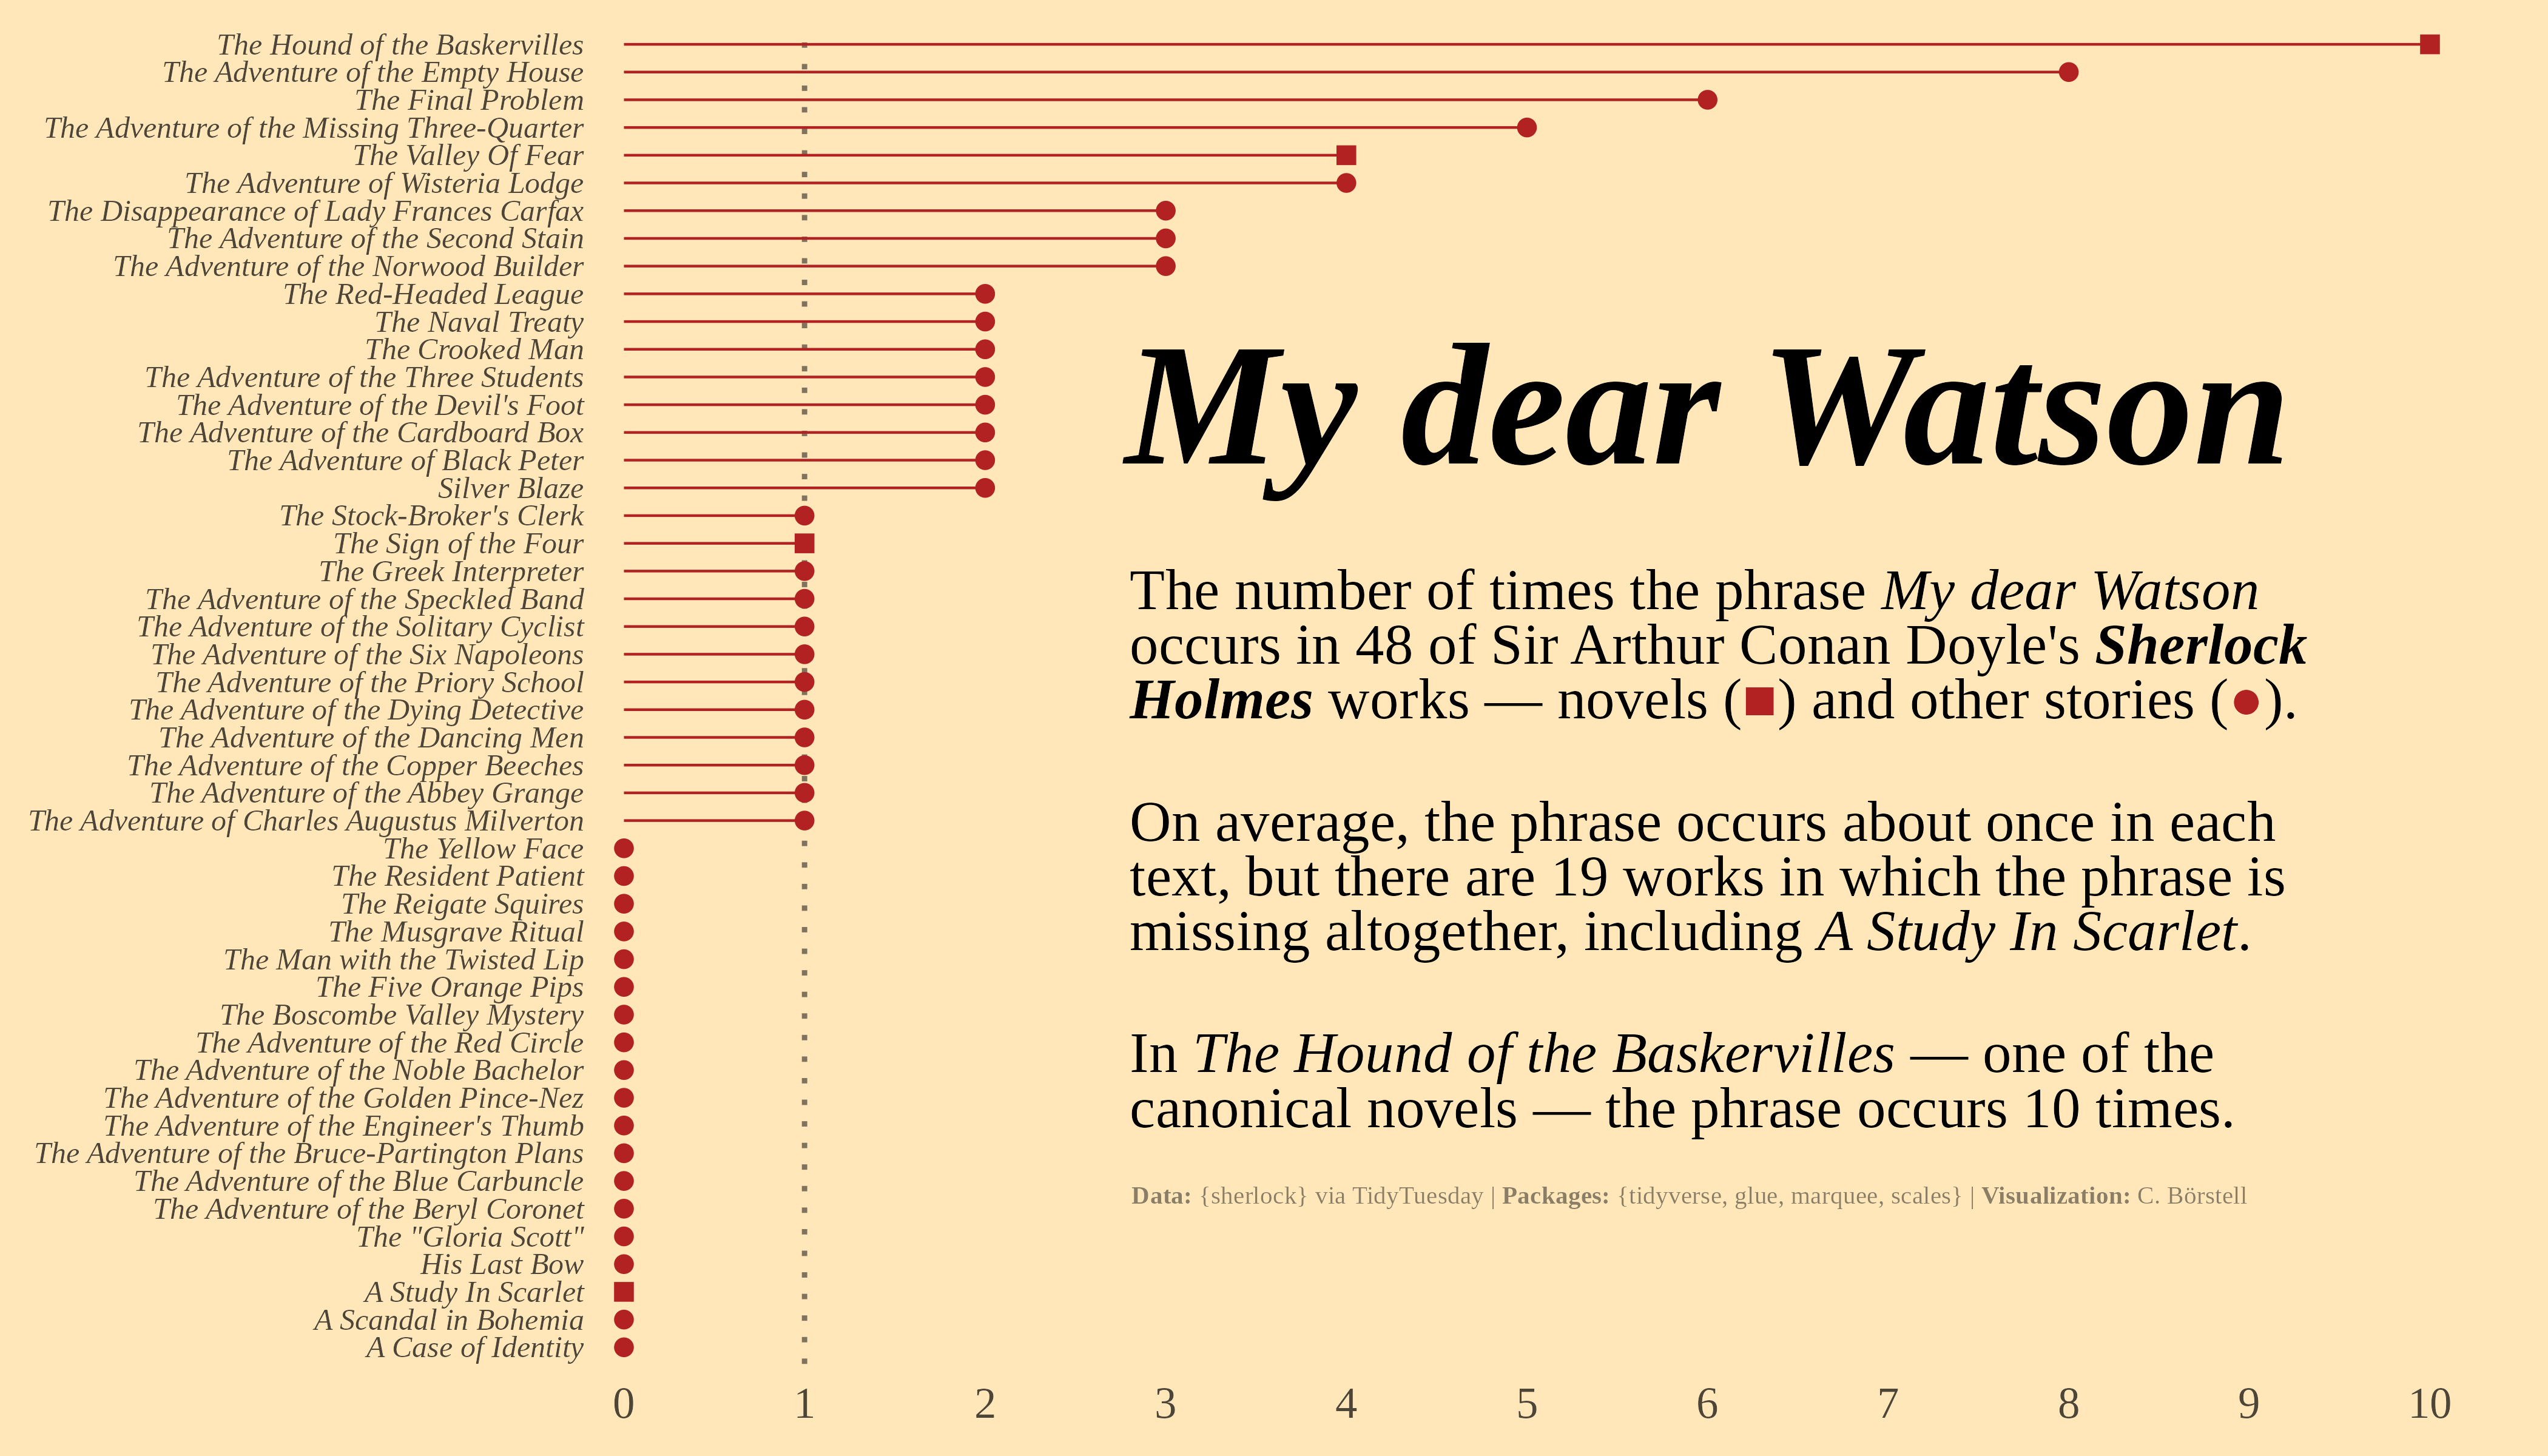 The Hound of the Baskervilles
The Adventure of the Empty House
The Final Problem
The Adventure of the Missing Three-Quarter
The Valley Of Fear
The Adventure of Wisteria Lodge
The Disappearance of Lady Frances Carfax
The Adventure of the Second Stain
The Adventure of the Norwood Builder
The Red-Headed League
The Naval Treaty
The Crooked Man
The Adventure of the Three Students
The Adventure of the Devil's Foot
The Adventure of the Cardboard Box
The Adventure of Black Peter
Silver Blaze
The Stock-Broker's Clerk
The Sign of the Four
The Greek Interpreter
The Adventure of the Speckled Band
The Adventure of the Solitary Cyclist
The Adventure of the Six Napoleons
The Adventure of the Priory School
The Adventure of the Dying Detective
The Adventure of the Dancing Men
The Adventure of the Copper Beeches
The Adventure of the Abbey Grange
The Adventure of Charles Augustus Milverton
The Yellow Face
The Resident Patient
The Reigate Squires
The Musgrave Ritual
The Man with the Twisted Lip
The Five Orange Pips
The Boscombe Valley Mystery
The Adventure of the Red Circle
The Adventure of the Noble Bachelor
The Adventure of the Golden Pince-Nez
The Adventure of the Engineer's Thumb
The Adventure of the Bruce-Partington Plans
The Adventure of the Blue Carbuncle
The Adventure of the Beryl Coronet
The "Gloria Scott"
His Last Bow
A Study In Scarlet
A Scandal in Bohemia
A Case of Identity
0 1 2 3 4 5 6 7 8 9 10
My dear Watson
The number of times the phrase My dear Watson
occurs in 48 of Sir Arthur Conan Doyle's Sherlock
Holmes works — novels (■) and other stories (●).
On average, the phrase occurs about once in each
text, but there are 19 works in which the phrase is
missing altogether, including A Study In Scarlet.
In The Hound of the Baskervilles — one of the
canonical novels — the phrase occurs 10 times.
Data: {sherlock} via TidyTuesday | Packages: {tidyverse, glue, marquee, scales} | Visualization: C. Börstell